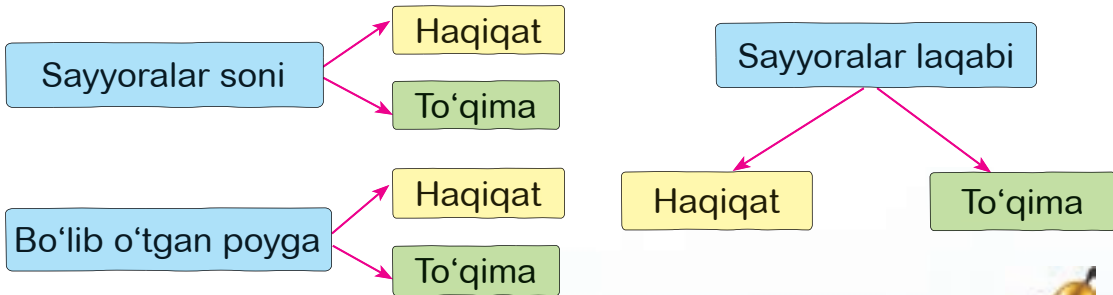 Sayyoralar soni
Haqiqat
To‘qima
Bo‘lib o‘tgan poyga
Haqiqat
To‘qima
Sayyoralar laqabi
Haqiqat
To‘qima